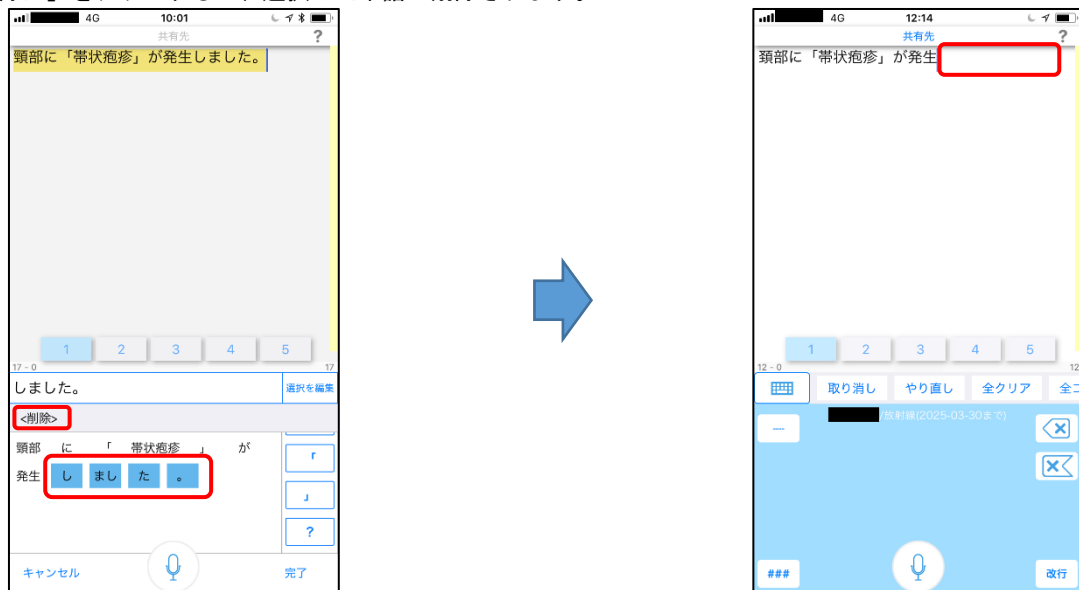 4G 10:01
共有先 ?
頸部に「帯状疱疹」が発生しました。
1 2 3 4 5
17 - 0 17
しました。 選択を編集
<削除>
頸部 に 「 帯状疱疹 」 が
発生 し まし た 。
「
」
?
キャンセル 完了
4G 12:14
共有先 ?
頚部に「帯状疱疹」が発生
1 2 3 4 5
12 - 0 12
取り消し やり直し 全クリア 全コ
/放射線(2025-03-30まで)
###
改行